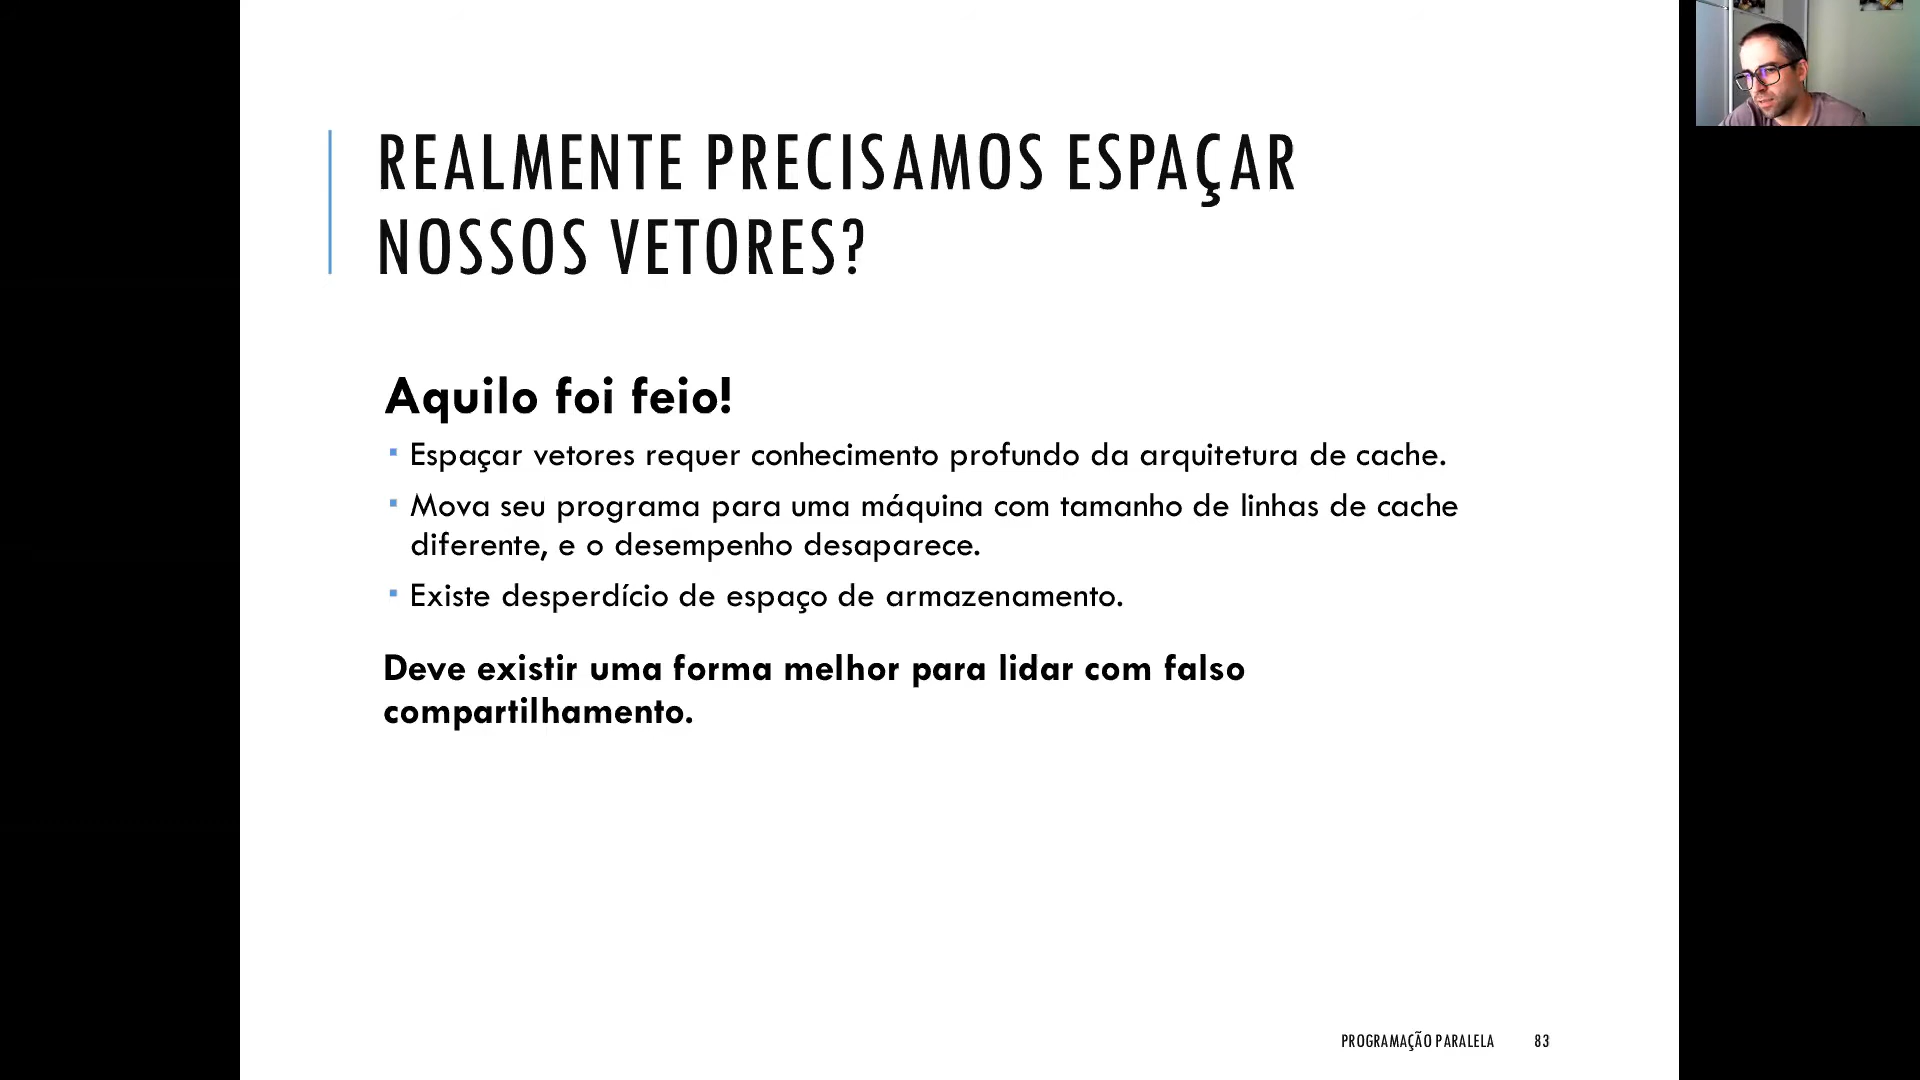 REALMENTE PRECISAMOS ESPAÇAR
NOSSOS VETORES?
Aquilo foi feio!
▪ Espaçar vetores requer conhecimento profundo da arquitetura de cache.
▪ Mova seu programa para uma máquina com tamanho de linhas de cache
diferente, e o desempenho desaparece.
▪ Existe desperdício de espaço de armazenamento.
Deve existir uma forma melhor para lidar com falso
compartilhamento.
PROGRAMAÇÃO PARALELA 83